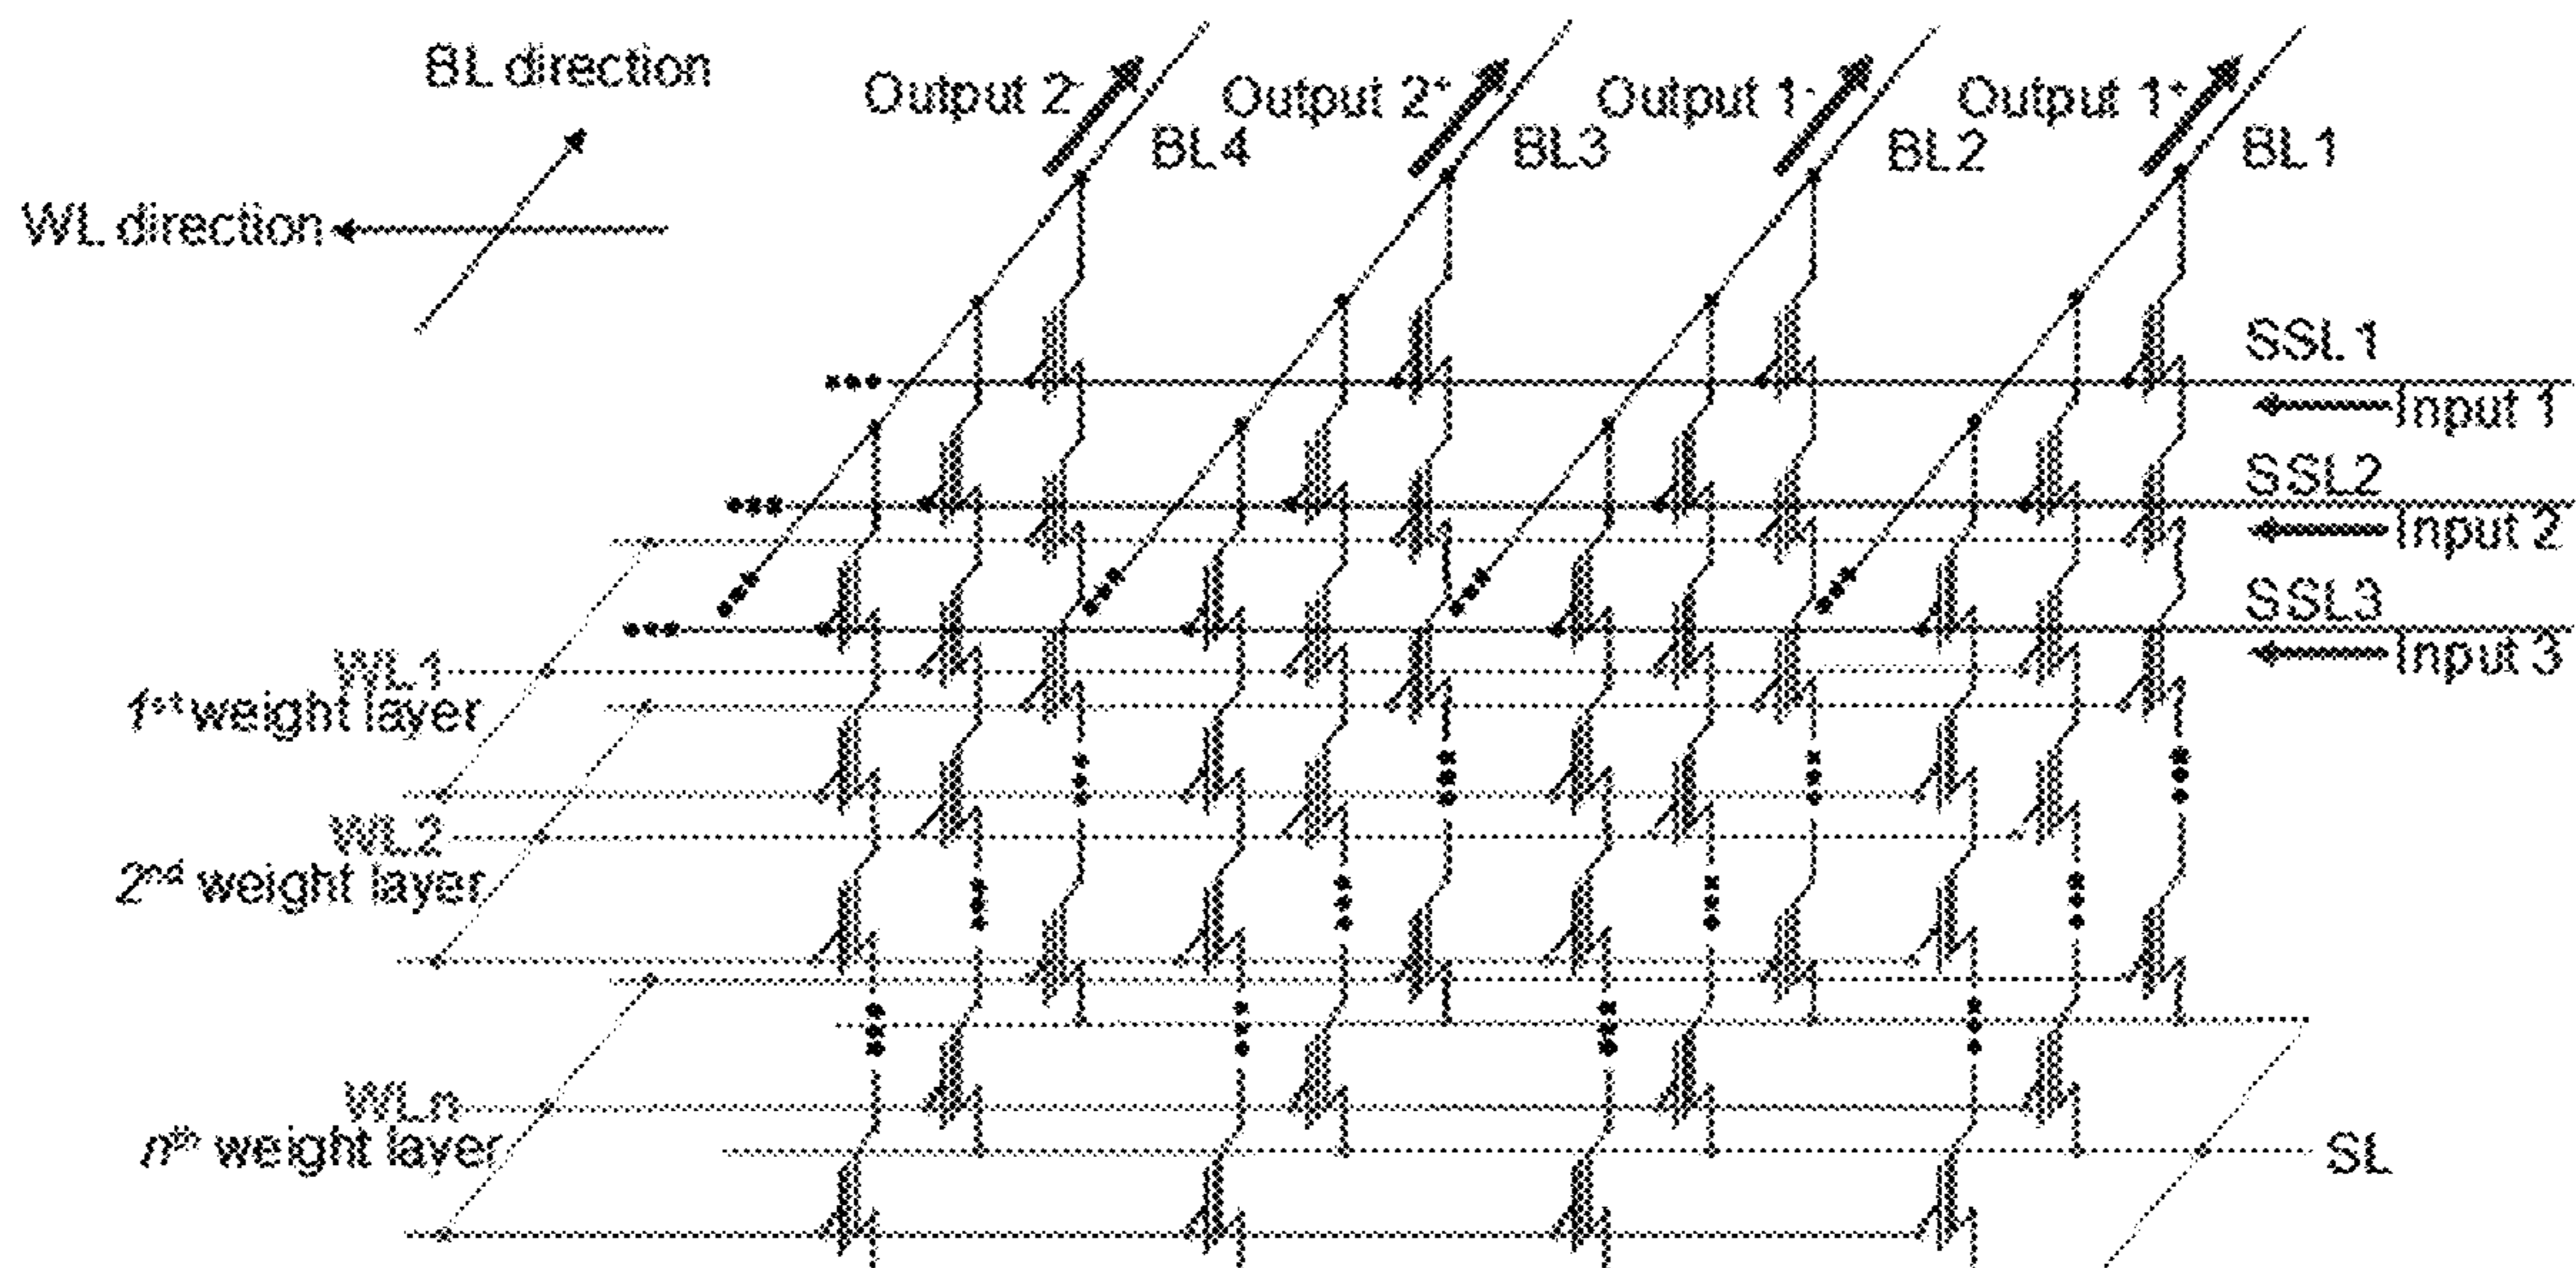 BL direction
WL direction
Output 2-
BL4
Output 2+
BL3
Output 1-
BL2
Output 1+
BL1
SSL1
Input 1
SSL2
Input 2
SSL3
Input 3
WL1
1st weight layer
WL2
2nd weight layer
WLn
nth weight layer
SL